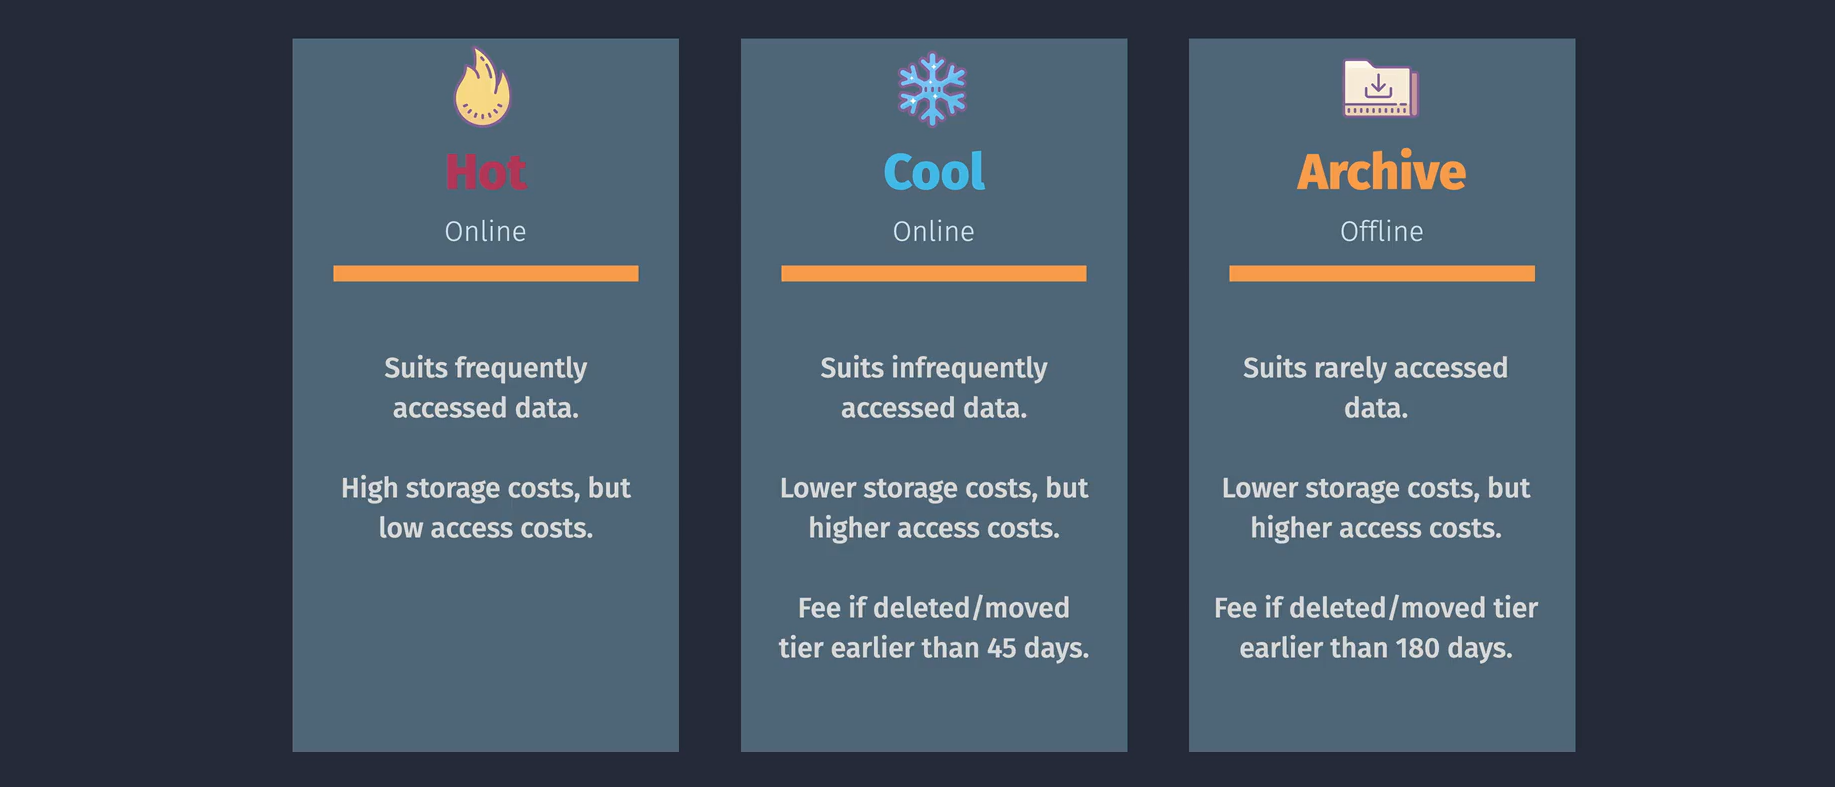 Hot
Online
Suits frequently
accessed data.
High storage costs, but
low access costs.
Cool
Online
Suits infrequently
accessed data.
Lower storage costs, but
higher access costs.
Fee if deleted/moved
tier earlier than 45 days.
Archive
Offline
Suits rarely accessed
data.
Lower storage costs, but
higher access costs.
Fee if deleted/moved tier
earlier than 180 days.